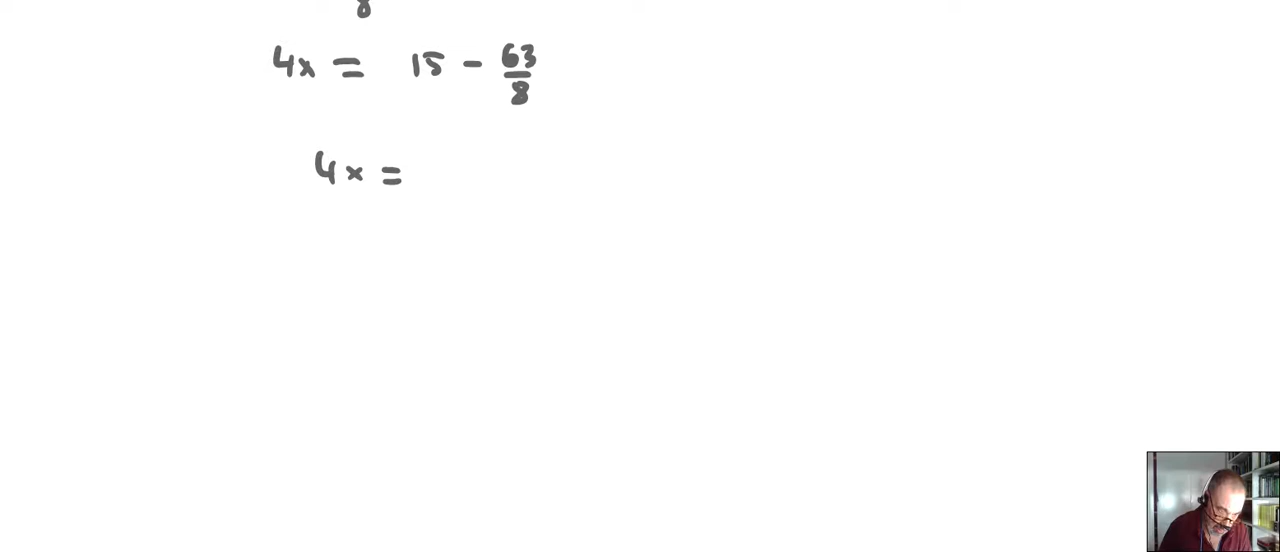 4x = 15 - 63/8
4x =